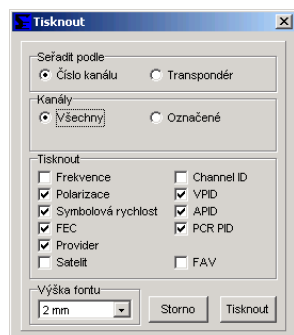 Tisknout
Seřadit podle
Číslo kanálu Transpondér
Kanály
Všechny Označené
Tisknout
Frekvence Channel ID
Polarizace VPID
Symbolová rychlost APID
FEC PCR PID
Provider
Satelit FAV
Výška fontu
2 mm Storno Tisknout